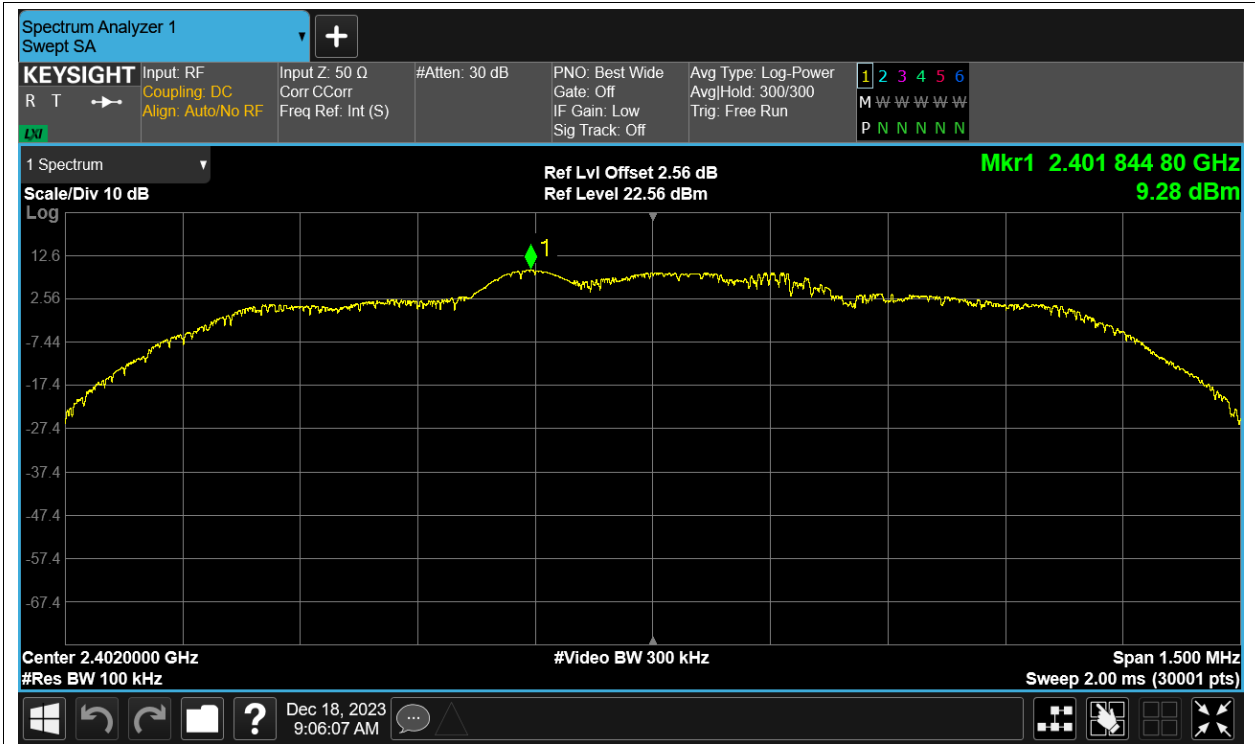 Spectrum Analyzer 1
Swept SA
+
KEYSIGHT
R T
LXI
Input: RF
Coupling: DC
Align: Auto/No RF
Input Z: 50 Ω
Corr CCorr
Freq Ref: Int (S)
#Atten: 30 dB
PNO: Best Wide
Gate: Off
IF Gain: Low
Sig Track: Off
Avg Type: Log-Power
Avg|Hold: 300/300
Trig: Free Run
1 2 3 4 5 6
M W W W W W
P N N N N N
1 Spectrum
Scale/Div 10 dB
Log
Ref Lvl Offset 2.56 dB
Ref Level 22.56 dBm
Mkr1 2.401 844 80 GHz
9.28 dBm
1
12.6
2.56
-7.44
-17.4
-27.4
-37.4
-47.4
-57.4
-67.4
Center 2.4020000 GHz
#Res BW 100 kHz
#Video BW 300 kHz
Span 1.500 MHz
Sweep 2.00 ms (30001 pts)
?
Dec 18, 2023
9:06:07 AM